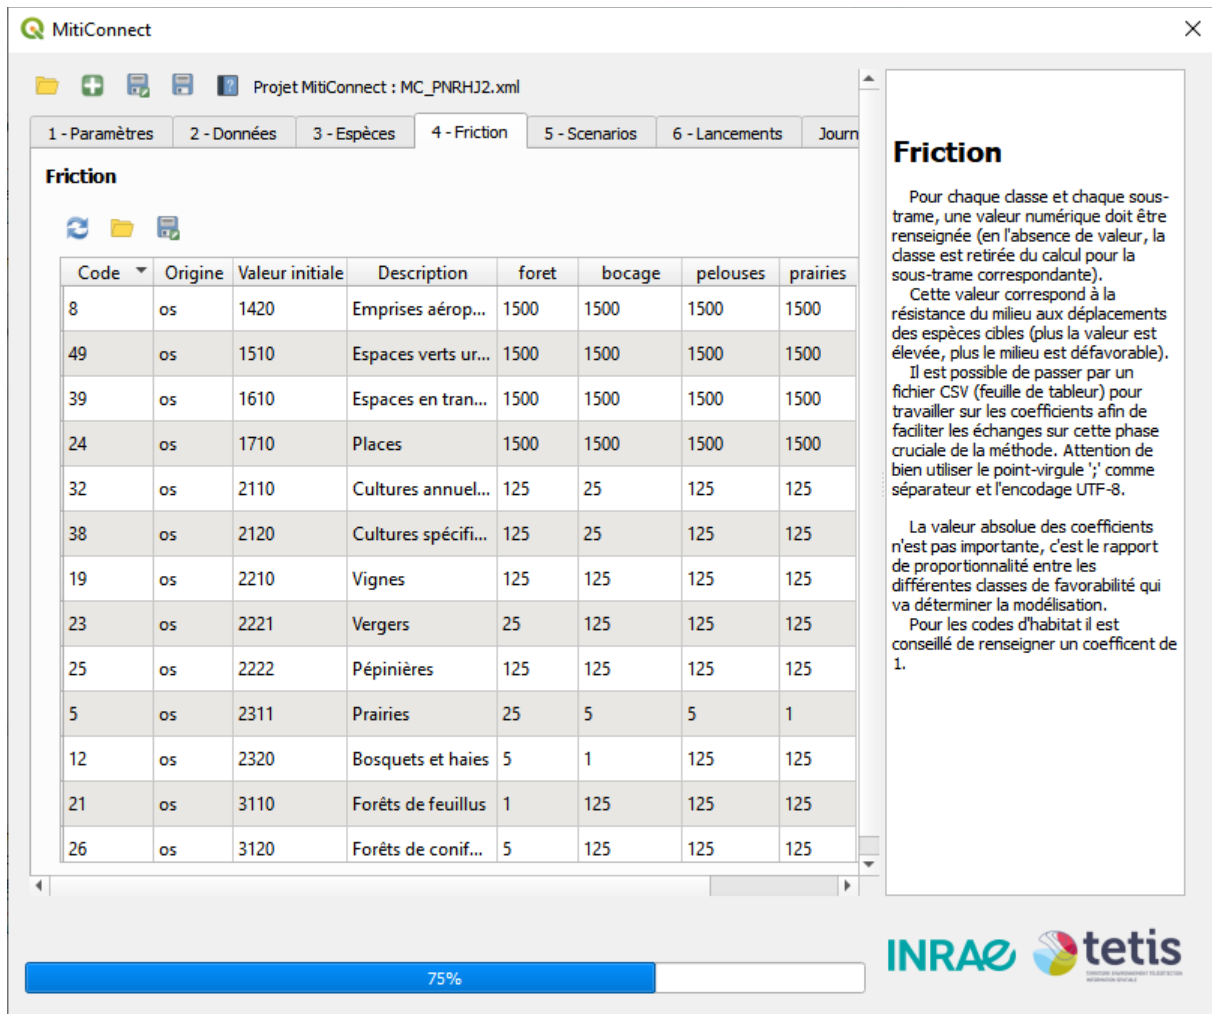 MitiConnect
Projet MitiConnect : MC_PNRHJ2.xml
1 - Paramètres 2 - Données 3 - Espèces 4 - Friction 5 - Scenarios 6 - Lancements Journ
Friction
Code Origine Valeur initiale Description foret bocage pelouses prairies
8 os 1420 Emprises aérop... 1500 1500 1500 1500
49 os 1510 Espaces verts ur... 1500 1500 1500 1500
39 os 1610 Espaces en tran... 1500 1500 1500 1500
24 os 1710 Places 1500 1500 1500 1500
32 os 2110 Cultures annuel... 125 25 125 125
38 os 2120 Cultures spécifi... 125 25 125 125
19 os 2210 Vignes 125 125 125 125
23 os 2221 Vergers 25 125 125 125
25 os 2222 Pépinières 125 125 125 125
5 os 2311 Prairies 25 5 5 1
12 os 2320 Bosquets et haies 5 1 125 125
21 os 3110 Forêts de feuillus 1 125 125 125
26 os 3120 Forêts de conif... 5 125 125 125
75%
Friction
Pour chaque classe et chaque sous-
trame, une valeur numérique doit être
renseignée (en l'absence de valeur, la
classe est retirée du calcul pour la
sous-trame correspondante).
Cette valeur correspond à la
résistance du milieu aux déplacements
des espèces cibles (plus la valeur est
élevée, plus le milieu est défavorable).
Il est possible de passer par un
fichier CSV (feuille de tableur) pour
travailler sur les coefficients afin de
faciliter les échanges sur cette phase
cruciale de la méthode. Attention de
bien utiliser le point-virgule ';' comme
séparateur et l'encodage UTF-8.
La valeur absolue des coefficients
n'est pas importante, c'est le rapport
de proportionnalité entre les
différentes classes de favorabilité qui
va déterminer la modélisation.
Pour les codes d'habitat il est
conseillé de renseigner un coefficent de
1.
INRAE tetis